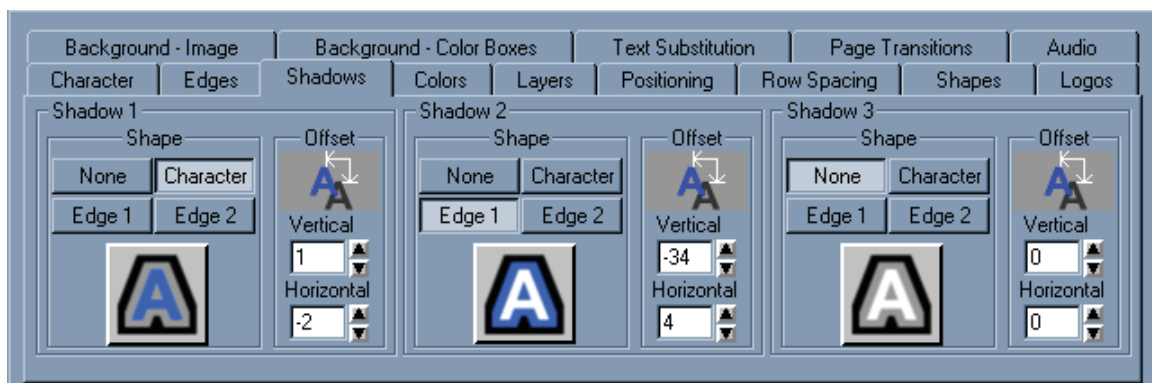 Background - Image Background - Color Boxes Text Substitution Page Transitions Audio
Character Edges Shadows Colors Layers Positioning Row Spacing Shapes Logos
Shadow 1 Shadow 2 Shadow 3
Shape Offset Shape Offset Shape Offset
None Character None Character None Character
Edge 1 Edge 2 Edge 1 Edge 2 Edge 1 Edge 2
Vertical Vertical Vertical
1 -34 0
Horizontal Horizontal Horizontal
-2 4 0